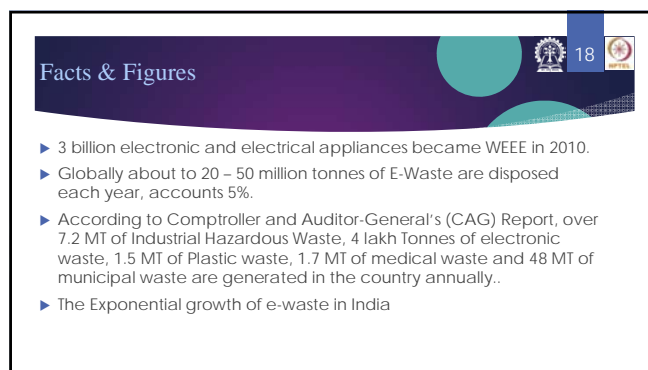 18
NPTEL
Facts & Figures
3 billion electronic and electrical appliances became WEEE in 2010.
Globally about to 20 – 50 million tonnes of E-Waste are disposed
each year, accounts 5%.
According to Comptroller and Auditor-General's (CAG) Report, over
7.2 MT of Industrial Hazardous Waste, 4 lakh Tonnes of electronic
waste, 1.5 MT of Plastic waste, 1.7 MT of medical waste and 48 MT of
municipal waste are generated in the country annually..
The Exponential growth of e-waste in India